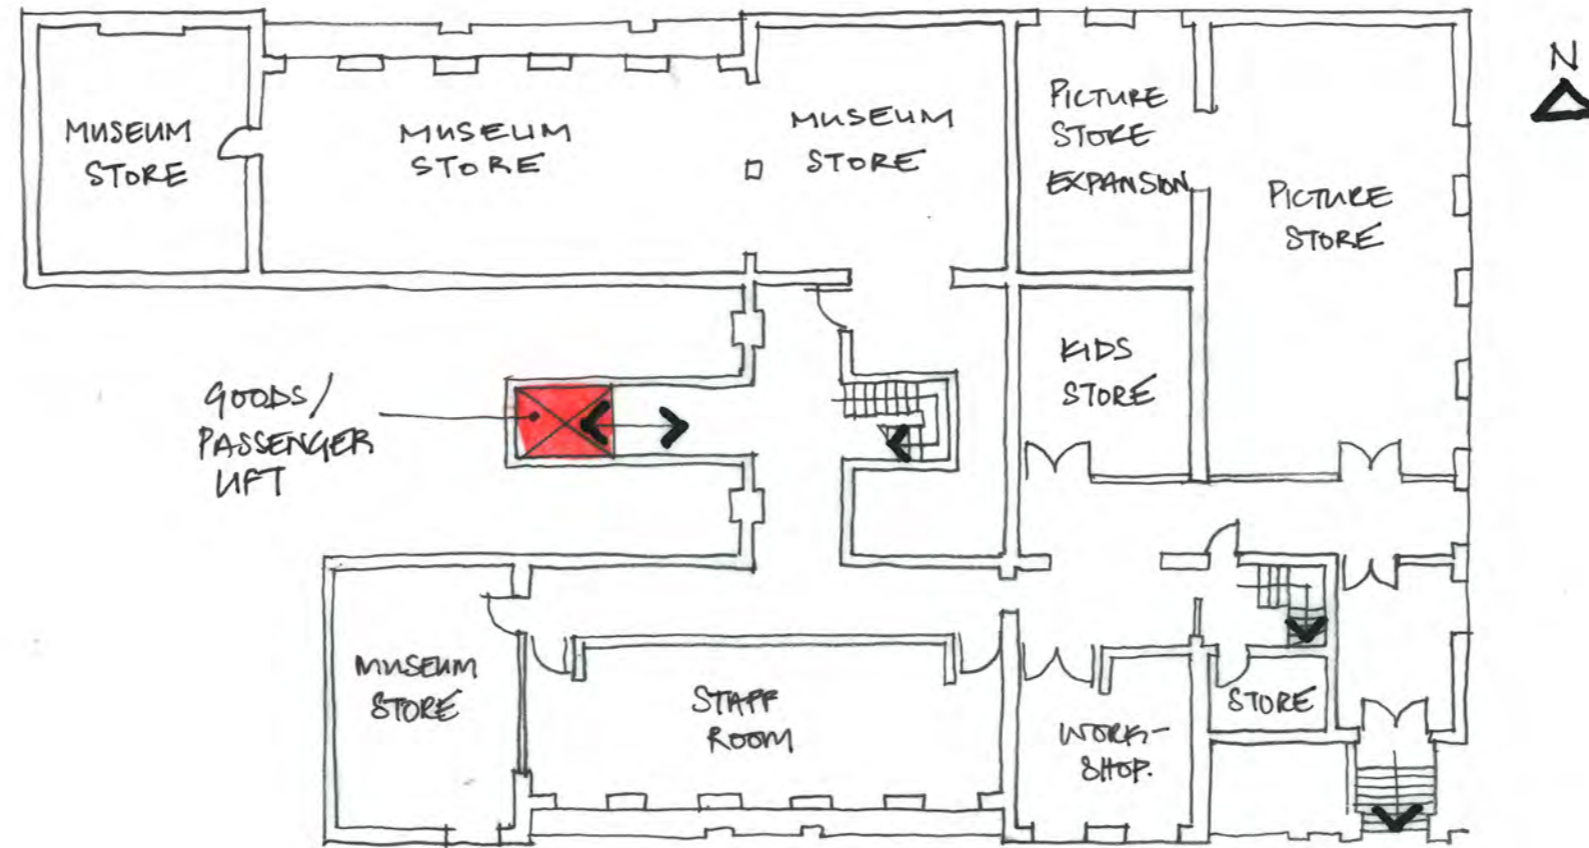 MUSEUM
STORE
MUSEUM
STORE
MUSEUM
STORE
PICTURE
STORE
EXPANSION
PICTURE
STORE
N
KIDS
STORE
GOODS/
PASSENGER
LIFT
MUSEUM
STORE
STAFF
ROOM
WORK-
SHOP.
STORE